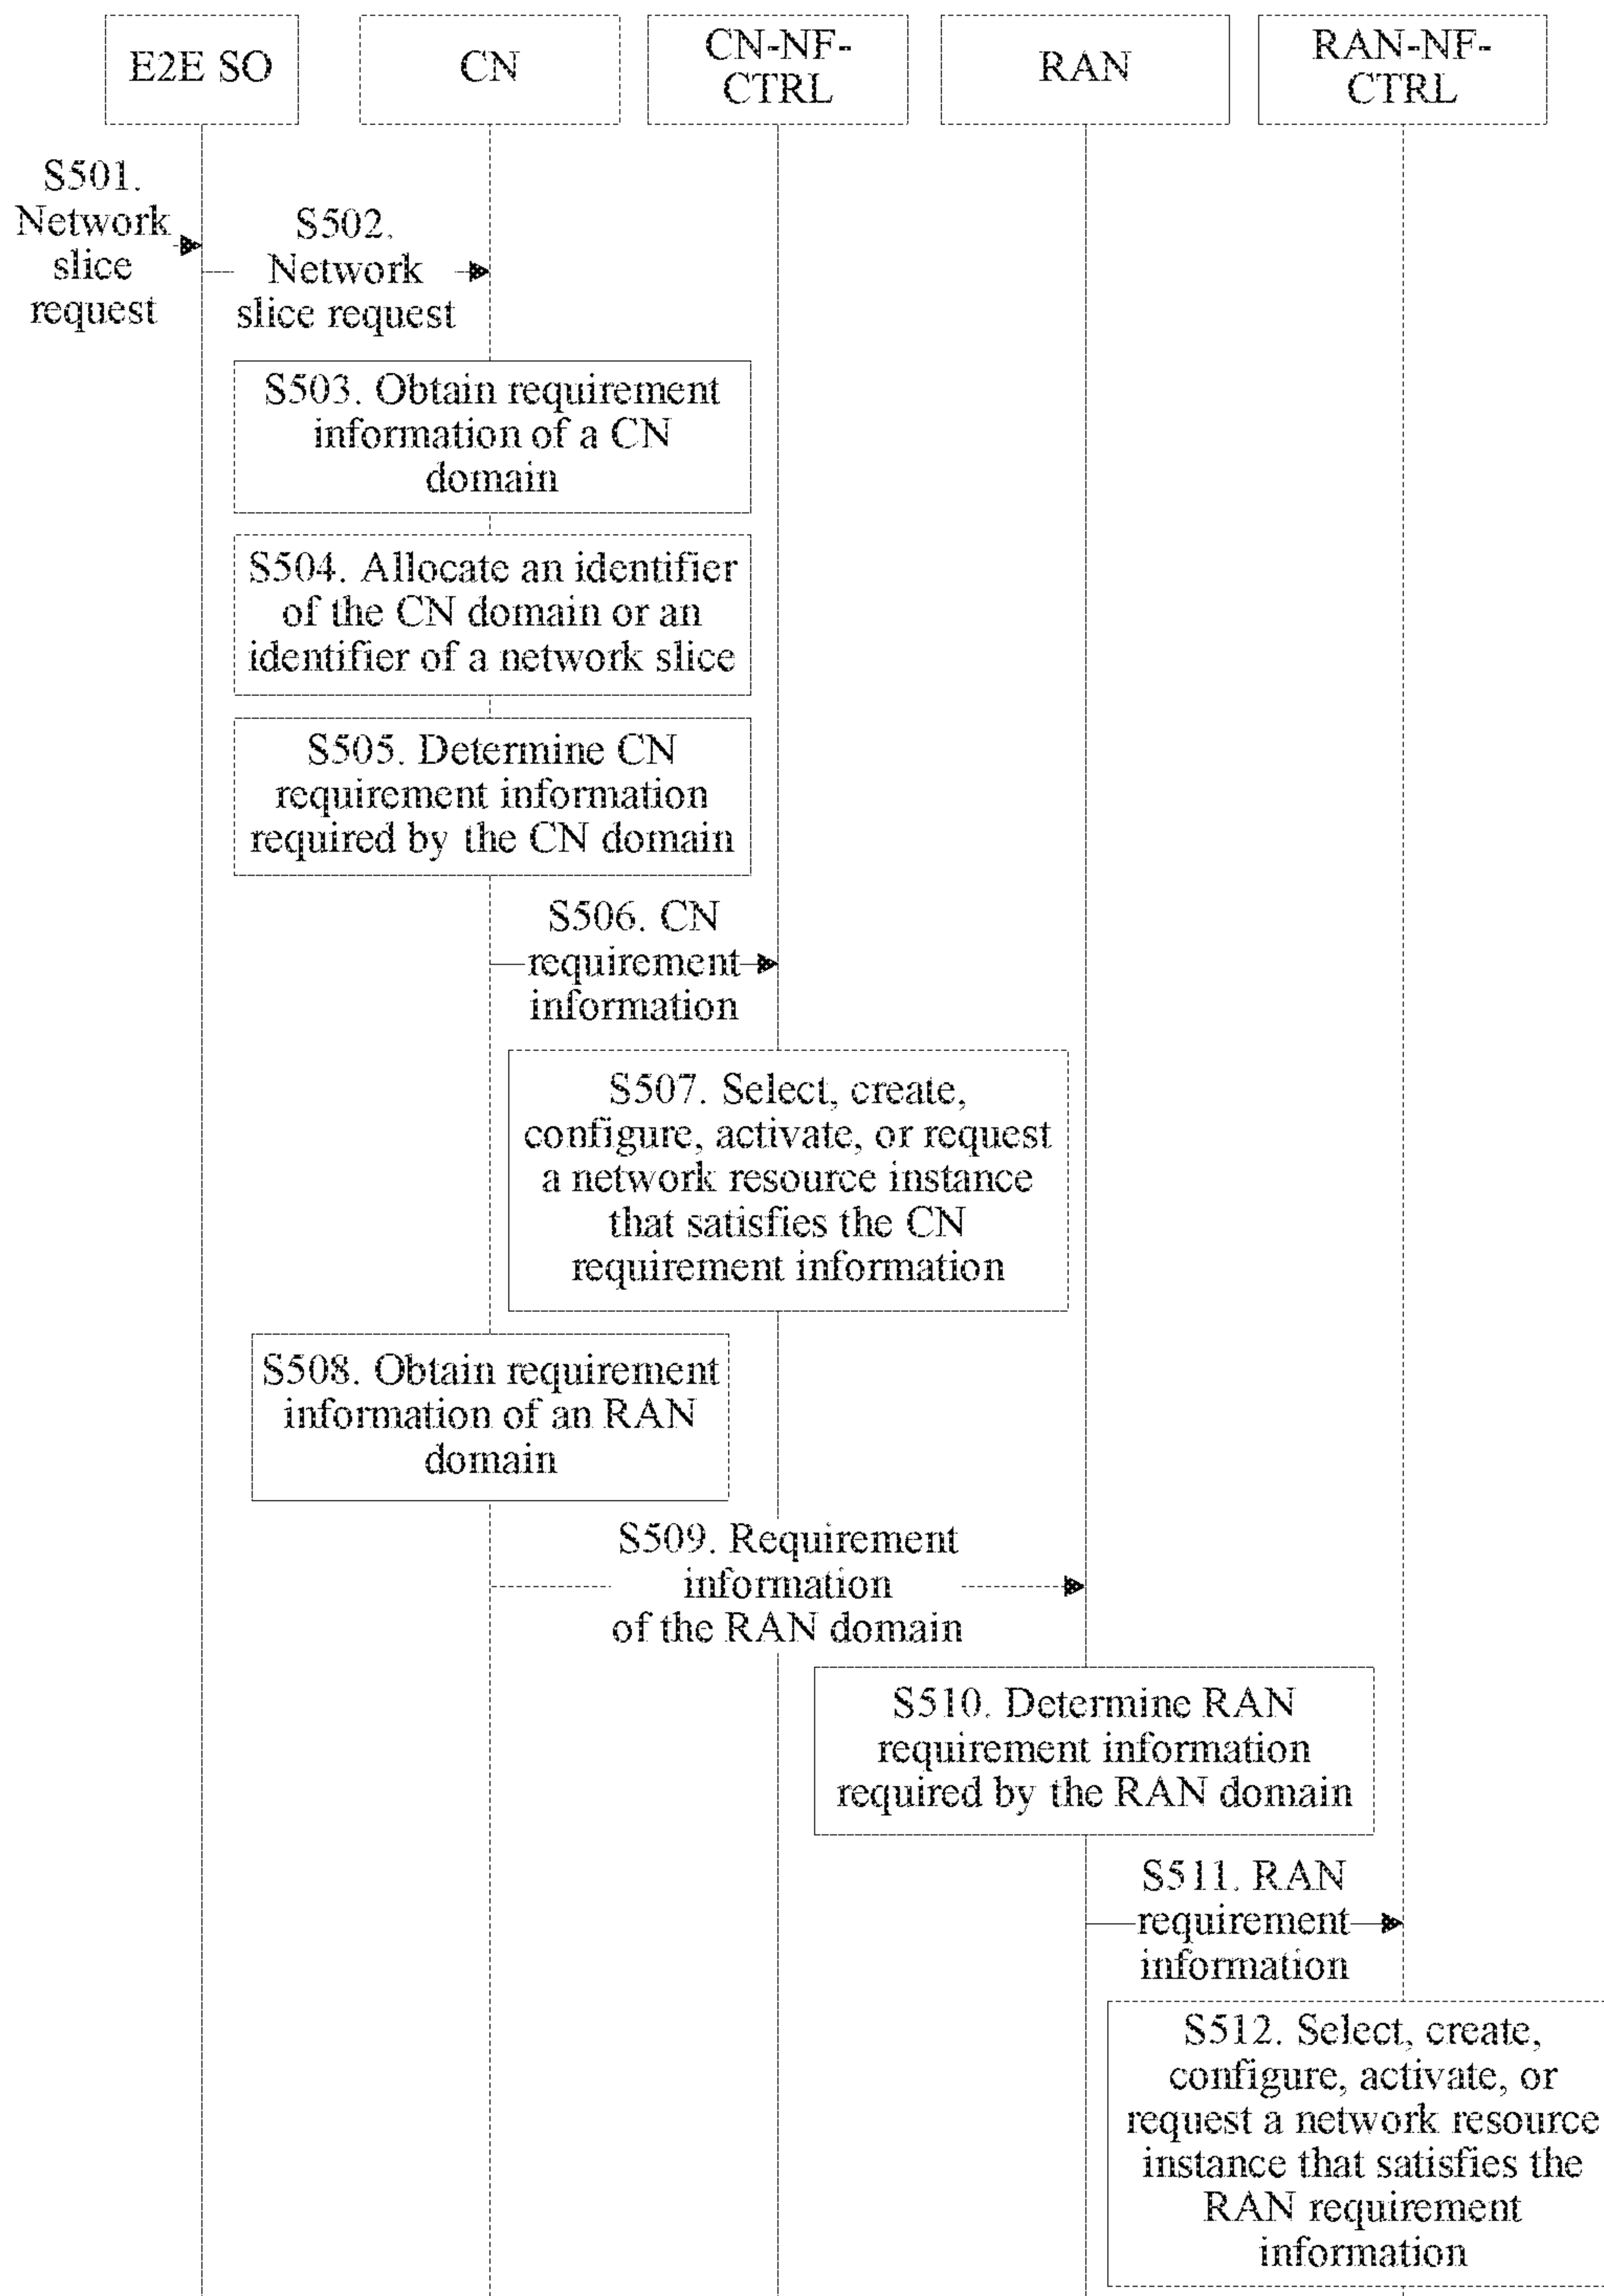 E2E SO
CN
CN-NF-
CTRL
RAN
RAN-NF-
CTRL
S501.
Network
slice
request
S502.
Network
slice request
S503. Obtain requirement
information of a CN
domain
S504. Allocate an identifier
of the CN domain or an
identifier of a network slice
S505. Determine CN
requirement information
required by the CN domain
S506. CN
requirement
information
S507. Select, create,
configure, activate, or request
a network resource instance
that satisfies the CN
requirement information
S508. Obtain requirement
information of an RAN
domain
S509. Requirement
information
of the RAN domain
S510. Determine RAN
requirement information
required by the RAN domain
S511. RAN
requirement
information
S512. Select, create,
configure, activate, or
request a network resource
instance that satisfies the
RAN requirement
information